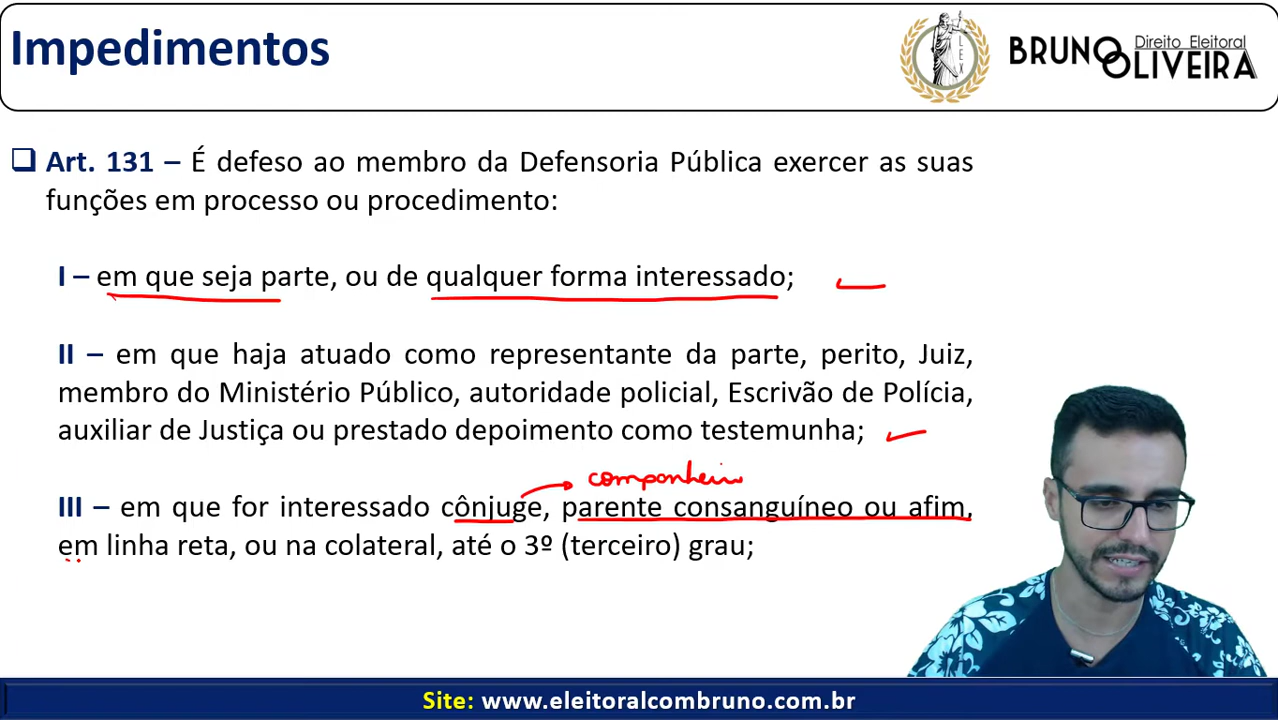 Impedimentos
LEX
BRUNO
Direito Eleitoral
OLIVEIRA
Art. 131 – É defeso ao membro da Defensoria Pública exercer as suas
funções em processo ou procedimento:
I – em que seja parte, ou de qualquer forma interessado;
II – em que haja atuado como representante da parte, perito, Juiz,
membro do Ministério Público, autoridade policial, Escrivão de Polícia,
auxiliar de Justiça ou prestado depoimento como testemunha;
companheiro
III – em que for interessado cônjuge, parente consanguíneo ou afim,
em linha reta, ou na colateral, até o 3º (terceiro) grau;
Site: www.eleitoralcombruno.com.br